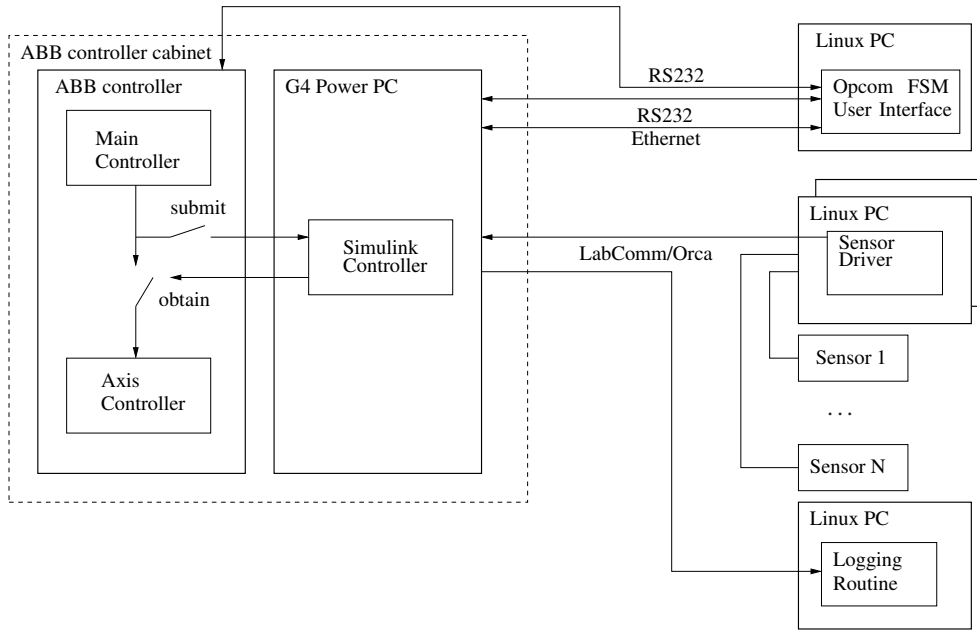 ABB controller cabinet
ABB controller
Main
Controller
submit
obtain
Axis
Controller
G4 Power PC
Simulink
Controller
RS232
RS232
Ethernet
LabComm/Orca
Linux PC
Opcom FSM
User Interface
Linux PC
Sensor
Driver
Sensor 1
...
Sensor N
Linux PC
Logging
Routine